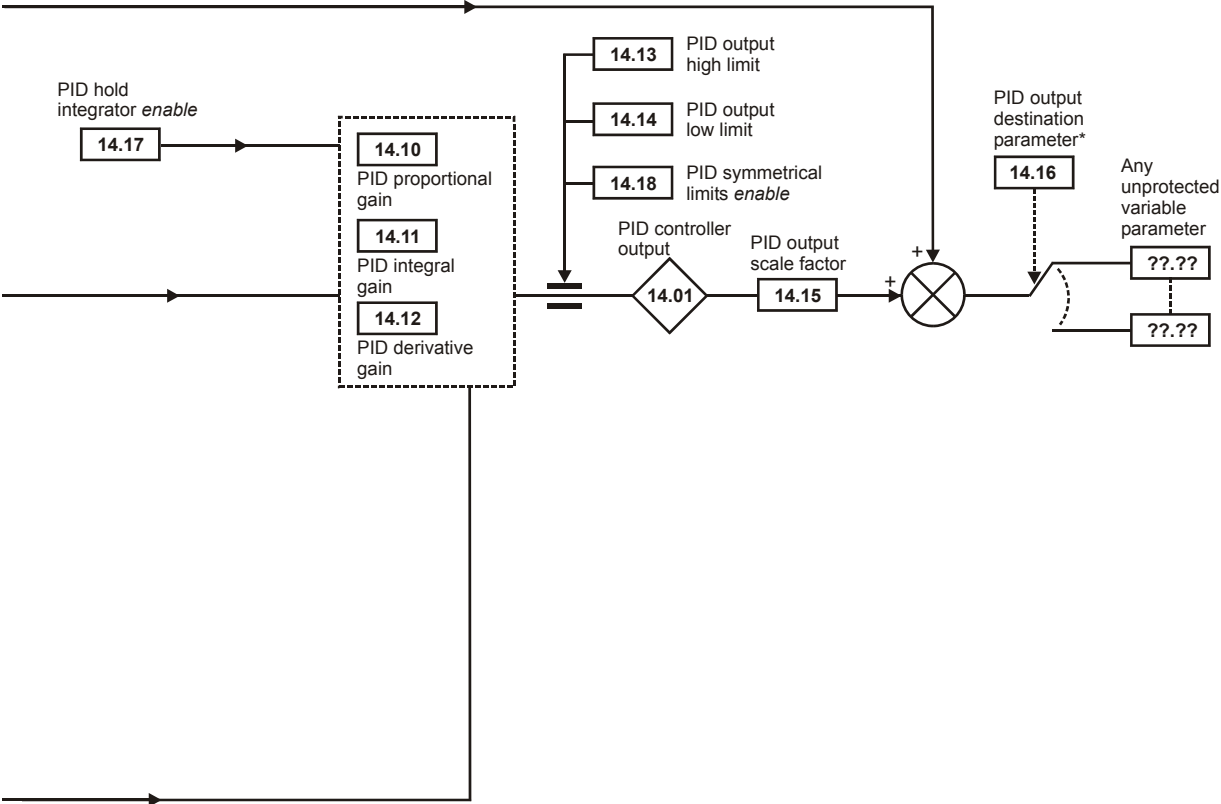 PID hold
integrator enable
14.17
14.10
PID proportional
gain
14.11
PID integral
gain
14.12
PID derivative
gain
14.13
PID output
high limit
14.14
PID output
low limit
14.18
PID symmetrical
limits enable
PID controller
output
14.01
PID output
scale factor
14.15
+
+
PID output
destination
parameter*
14.16
Any
unprotected
variable
parameter
??.??
??.??